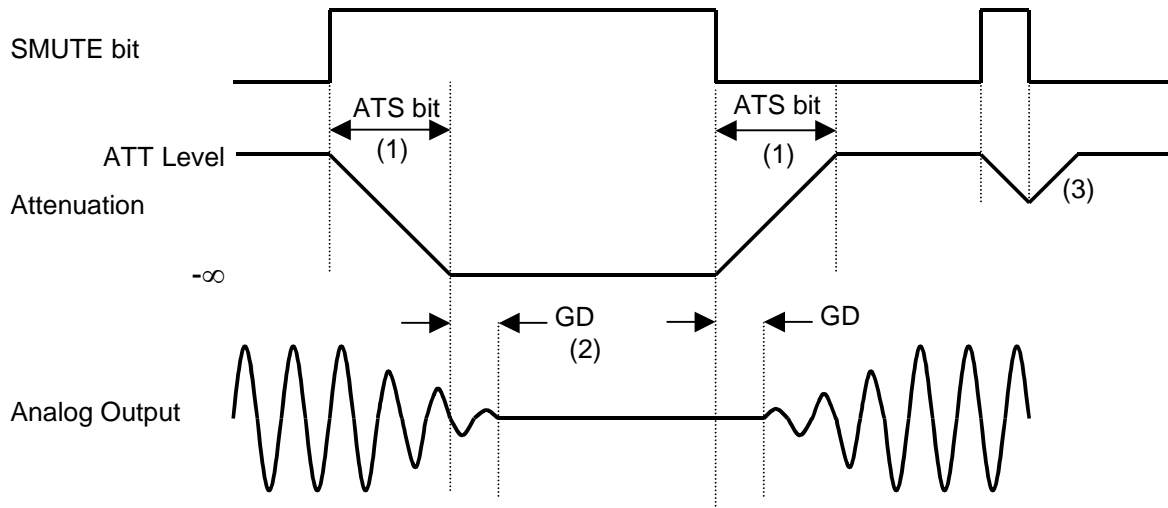 SMUTE bit
ATS bit
(1)
ATS bit
(1)
ATT Level
(3)
Attenuation
-∞
GD
(2)
GD
Analog Output